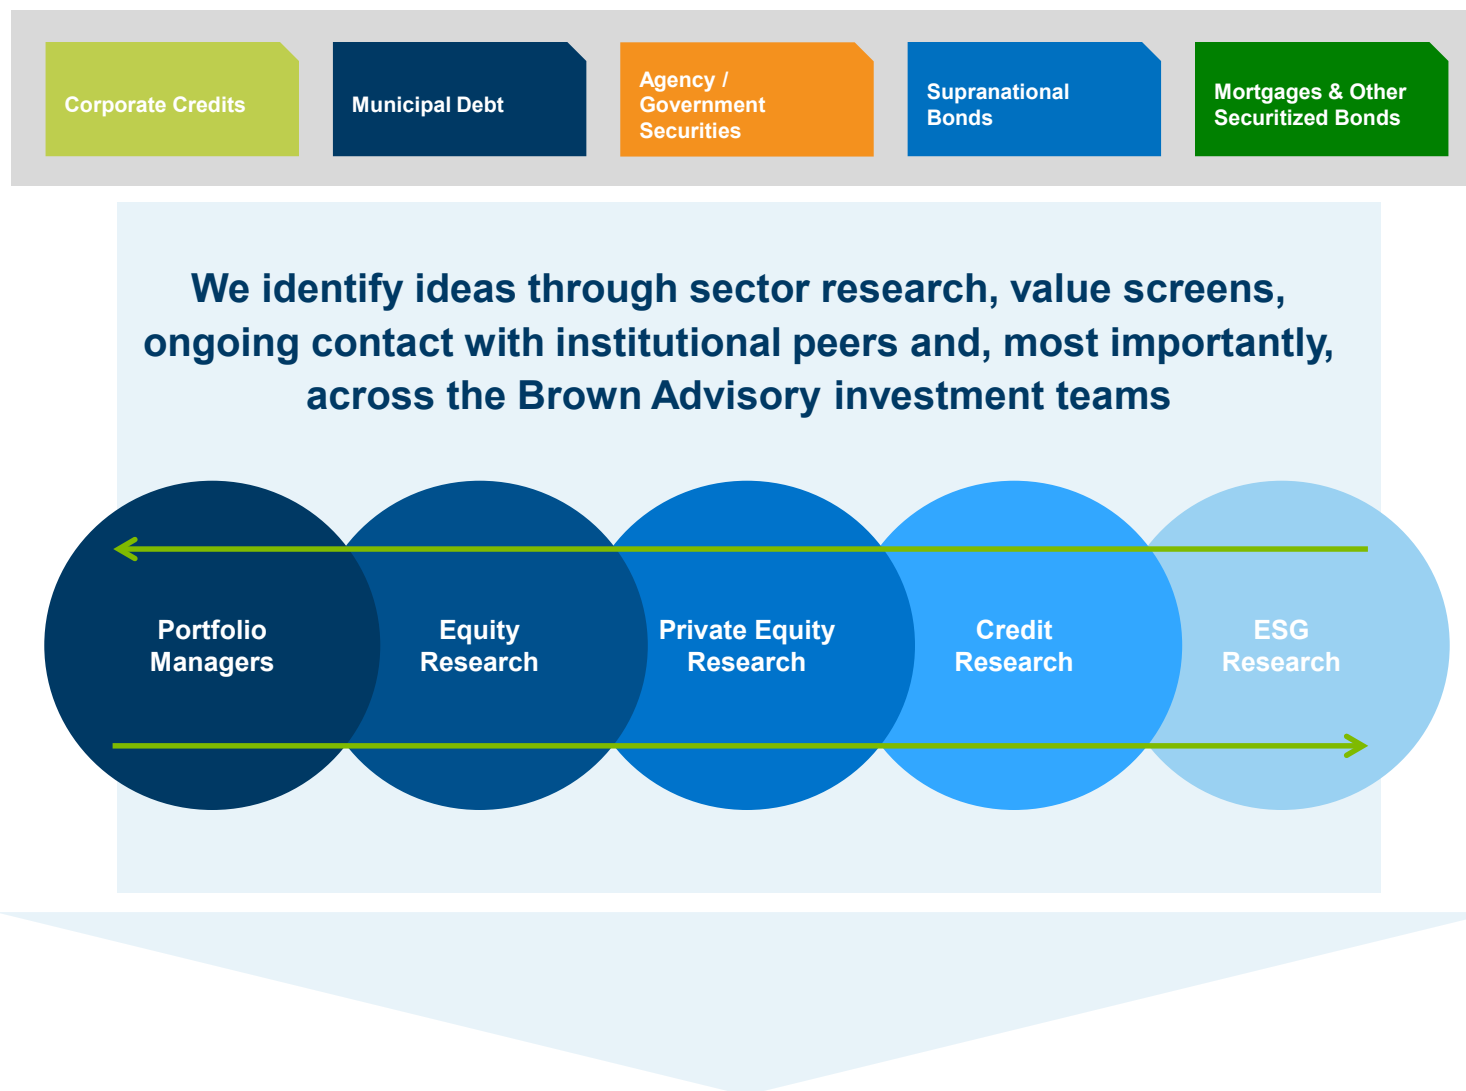 Corporate Credits
Municipal Debt
Agency /
Government
Securities
Supranational
Bonds
Mortgages & Other
Securitized Bonds
We identify ideas through sector research, value screens,
ongoing contact with institutional peers and, most importantly,
across the Brown Advisory investment teams
Portfolio
Managers
Equity
Research
Private Equity
Research
Credit
Research
ESG
Research